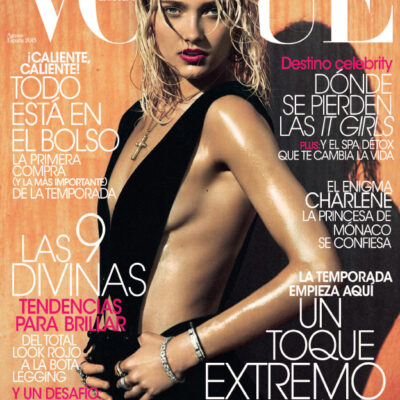 VOGUE
España
¡CALIENTE,
CALIENTE!
TODO
ESTÁ EN
EL BOLSO
LA PRIMERA
COMPRA
(Y LA MÁS IMPORTANTE)
DE LA TEMPORADA
LAS 9
DIVINAS
TENDENCIAS
PARA BRILLAR
DEL TOTAL
LOOK ROJO
A LA BOTA
LEGGING
Y UN DESAFÍO
Destino celebrity
DÓNDE
SE PIERDEN
LAS IT GIRLS
PLUS: Y EL SPA DÉTOX
QUE TE CAMBIA LA VIDA
EL ENIGMA
CHARLÈNE
LA PRINCESA DE
MÓNACO
SE CONFIESA
LA TEMPORADA
EMPIEZA AQUÍ
UN
TOQUE
EXTREMO